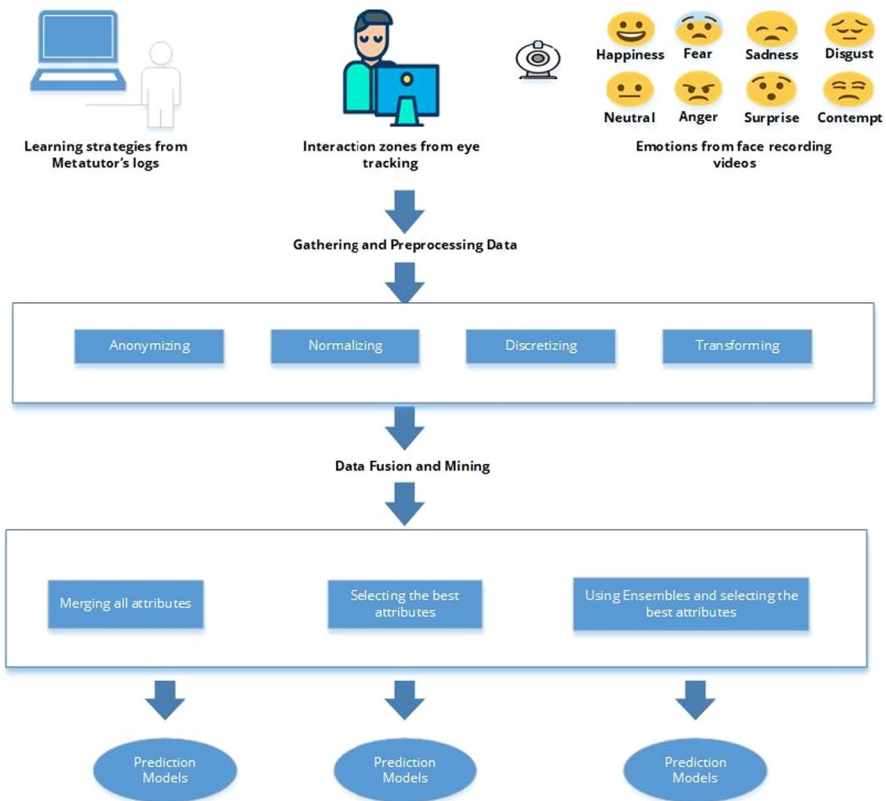 Happiness
Fear
Sadness
Disgust
Neutral
Anger
Surprise
Contempt
Learning strategies from
Metatutor's logs
Interaction zones from eye
tracking
Emotions from face recording
videos
Gathering and Preprocessing Data
Anonymizing
Normalizing
Discretizing
Transforming
Data Fusion and Mining
Merging all attributes
Selecting the best
attributes
Using Ensembles and selecting the
best attributes
Prediction
Models
Prediction
Models
Prediction
Models